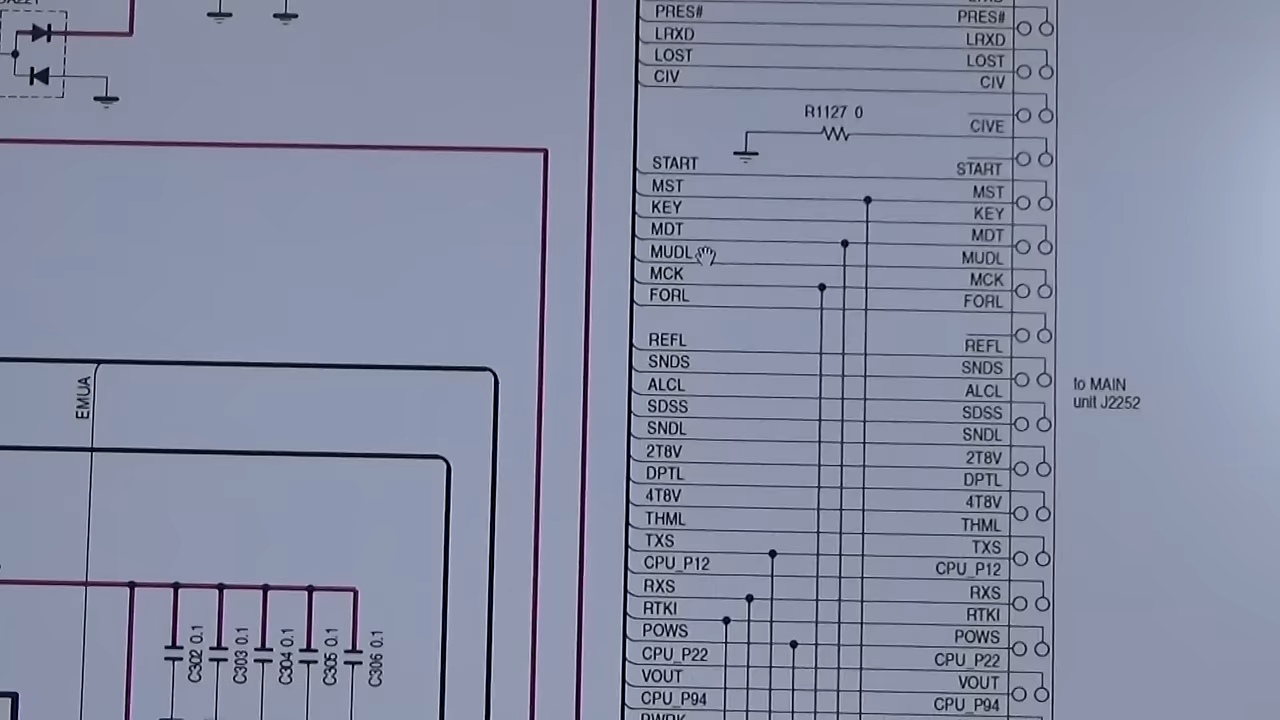 PRES# PRES#
LRXD LRXD
LOST LOST
CIV CIV
R1127 0
CIVE
START START
MST MST
KEY KEY
MDT MDT
MUDL MUDL
MCK MCK
FORL FORL
REFL REFL
SNDS SNDS
ALCL ALCL
SDSS SDSS
SNDL SNDL
2T8V 2T8V
DPTL DPTL
4T8V 4T8V
THML THML
TXS TXS
CPU_P12 CPU_P12
RXS RXS
RTKI RTKI
POWS POWS
CPU_P22 CPU_P22
VOUT VOUT
CPU_P94 CPU_P94
to MAIN
unit J2252
EMUA
C302 0.1
C303 0.1
C304 0.1
C305 0.1
C306 0.1